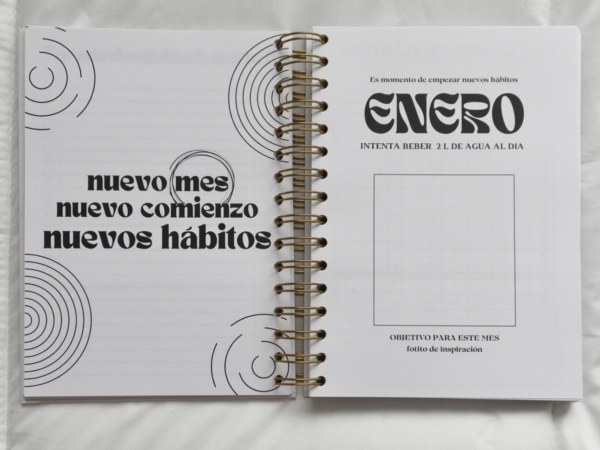 nuevo mes
nuevo comienzo
nuevos hábitos
Es momento de empezar nuevos hábitos
ENERO
INTENTA BEBER 2 L DE AGUA AL DIA
OBJETIVO PARA ESTE MES
fotito de inspiración